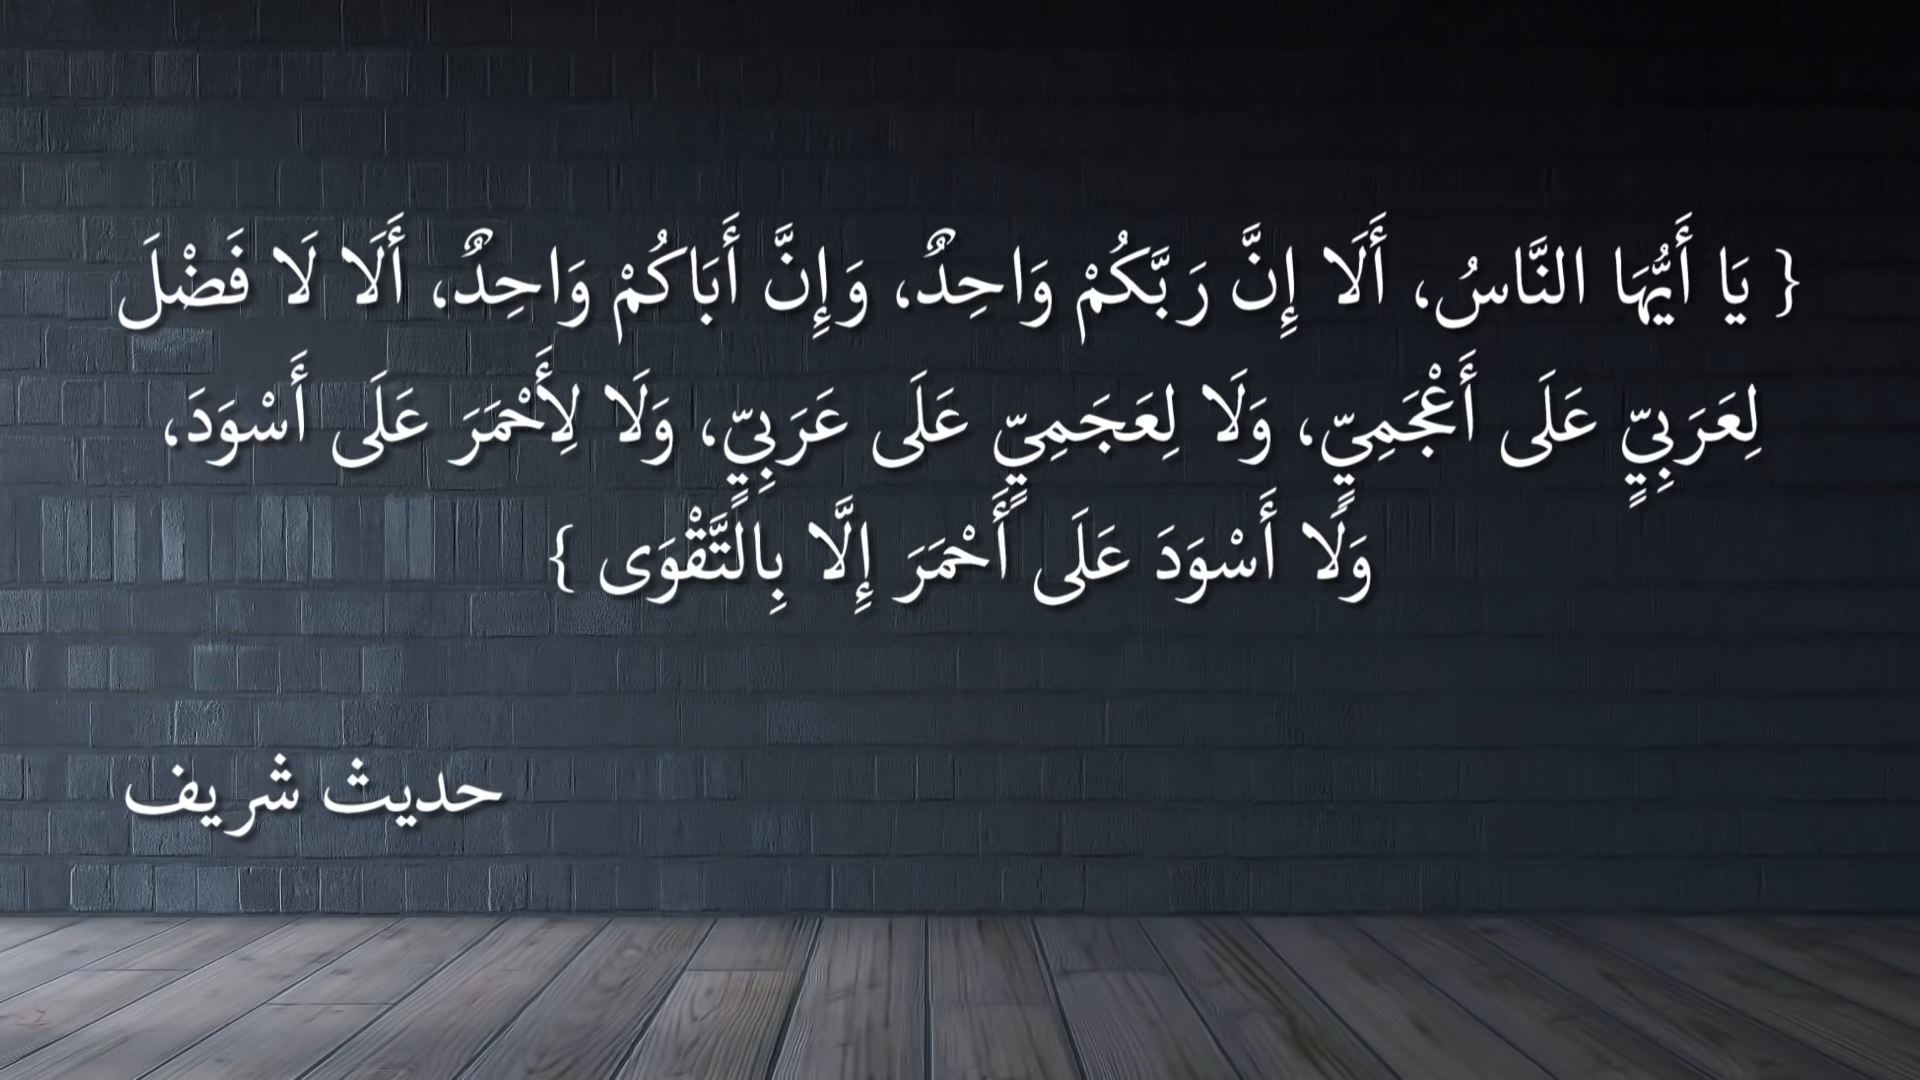 { يَا أَيُّهَا النَّاسُ، أَلَا إِنَّ رَبَّكُمْ وَاحِدٌ، وَإِنَّ أَبَاكُمْ وَاحِدٌ، أَلَا لَا فَضْلَ
لِعَرَبِيٍّ عَلَى أَعْجَمِيٍّ، وَلَا لِعَجَمِيٍّ عَلَى عَرَبِيٍّ، وَلَا لِأَحْمَرَ عَلَى أَسْوَدَ،
وَلَا أَسْوَدَ عَلَى أَحْمَرَ إِلَّا بِالتَّقْوَى }
حديث شريف